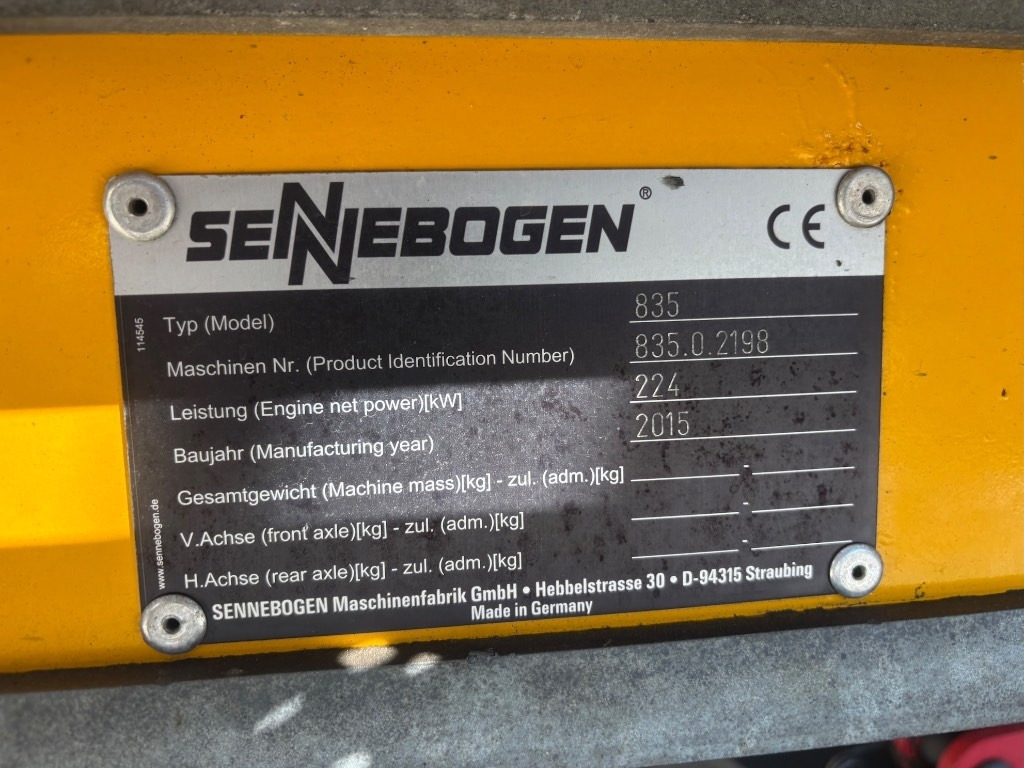 SENNEBOGEN ® CE
114545
Typ (Model) 835
Maschinen Nr. (Product Identification Number) 835.0.2198
Leistung (Engine net power)[kW] 224
Baujahr (Manufacturing year) 2015
Gesamtgewicht (Machine mass)[kg] - zul. (adm.)[kg] -
V.Achse (front axle)[kg] - zul. (adm.)[kg] -
H.Achse (rear axle)[kg] - zul. (adm.)[kg] -
www.sennebogen.de
SENNEBOGEN Maschinenfabrik GmbH • Hebbelstrasse 30 • D-94315 Straubing
Made in Germany